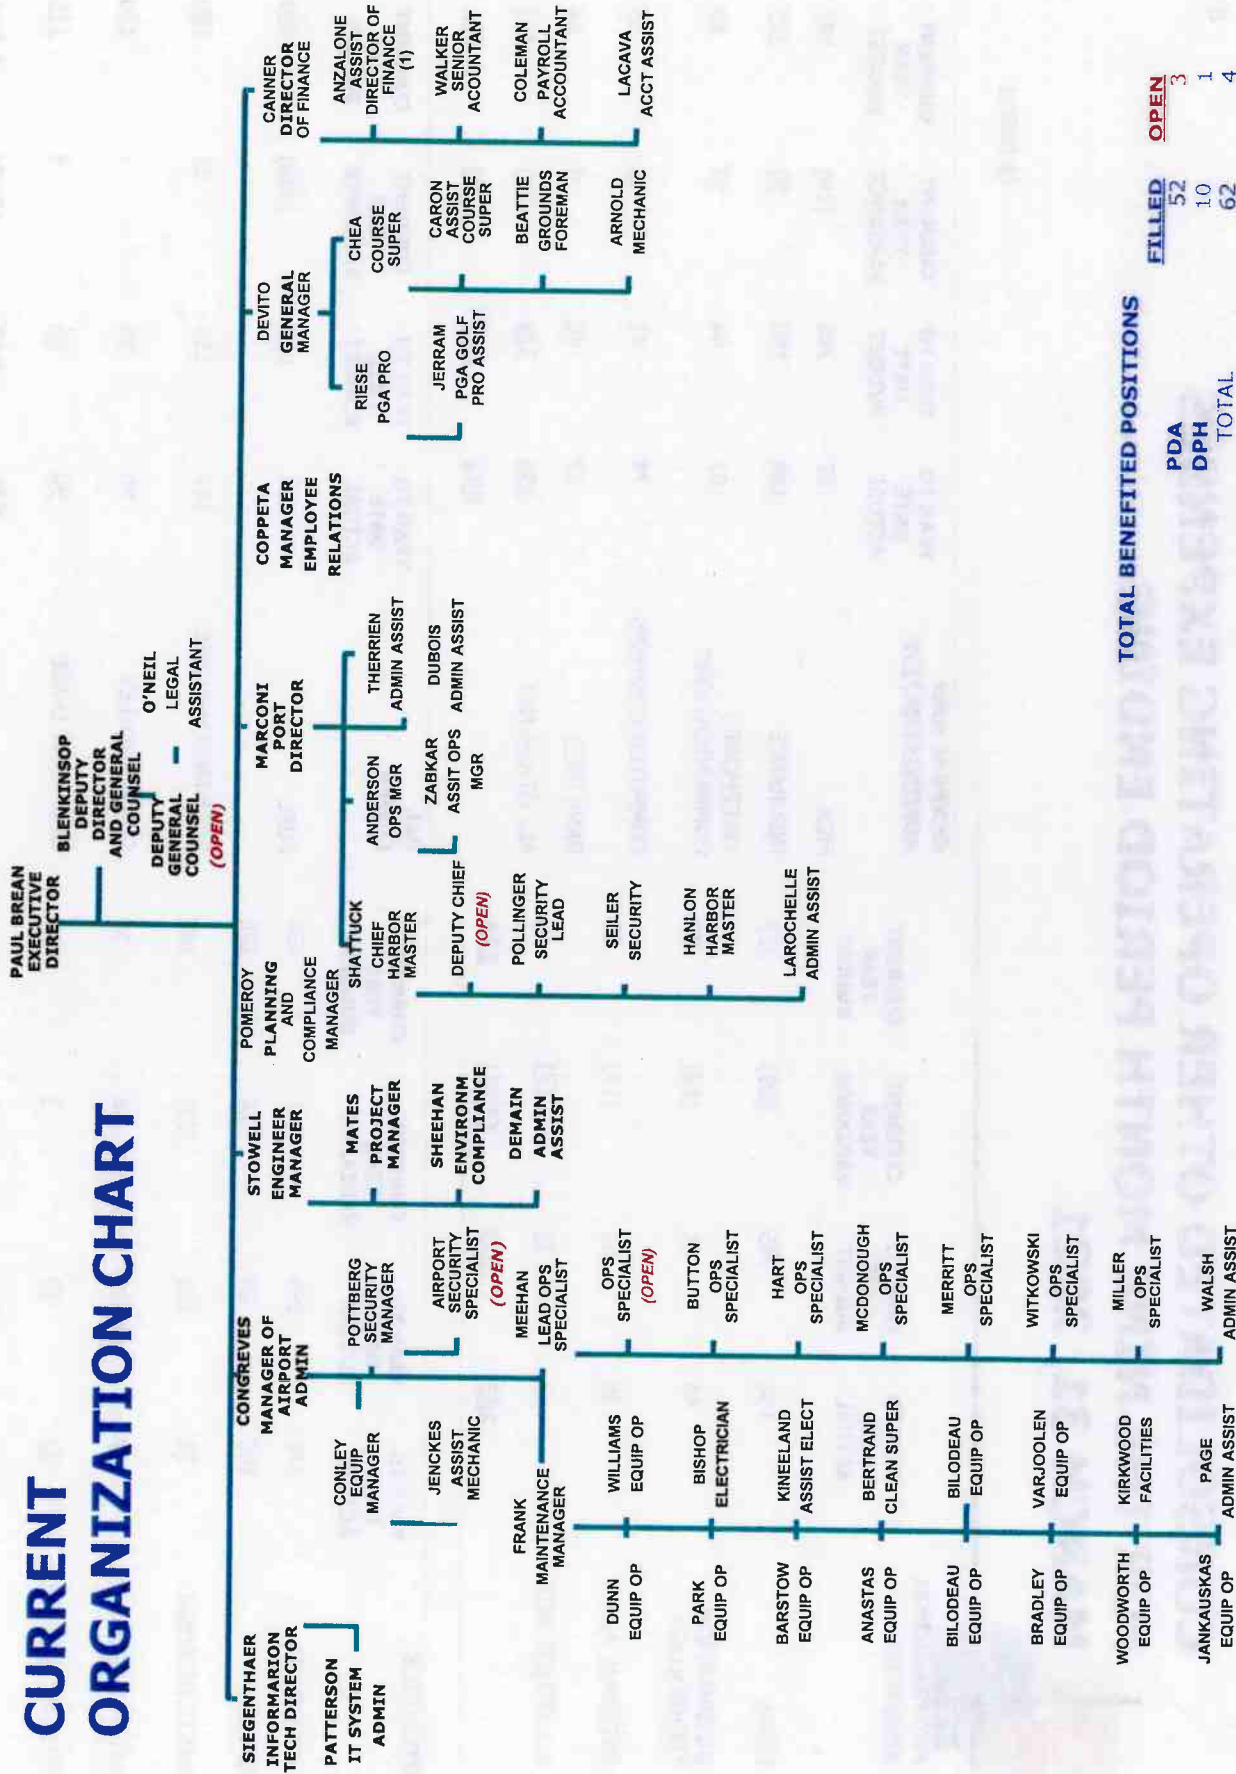 CURRENT
ORGANIZATION CHART
PAUL BREAN
EXECUTIVE
DIRECTOR
BLENKINSOP
DEPUTY
DIRECTOR
AND GENERAL
COUNSEL
DEPUTY
GENERAL
COUNSEL
(OPEN)
O'NEIL
LEGAL
ASSISTANT
SIEGENTHAER
INFORMARION
TECH DIRECTOR
PATTERSON
IT SYSTEM
ADMIN
CONGREVES
MANAGER OF
AIRPORT
ADMIN
CONLEY
EQUIP
MANAGER
JENCKES
ASSIST
MECHANIC
POTTBERG
SECURITY
MANAGER
AIRPORT
SECURITY
SPECIALIST
(OPEN)
FRANK
MAINTENANCE
MANAGER
DUNN
EQUIP OP
PARK
EQUIP OP
BARSTOW
EQUIP OP
ANASTAS
EQUIP OP
BILODEAU
EQUIP OP
BRADLEY
EQUIP OP
WOODWORTH
EQUIP OP
JANKAUSKAS
EQUIP OP
WILLIAMS
EQUIP OP
BISHOP
ELECTRICIAN
KNEELAND
ASSIST ELECT
BERTRAND
CLEAN SUPER
BILODEAU
EQUIP OP
VARJOOLEN
EQUIP OP
KIRKWOOD
FACILITIES
PAGE
ADMIN ASSIST
MEEHAN
LEAD OPS
SPECIALIST
OPS
SPECIALIST
(OPEN)
BUTTON
OPS
SPECIALIST
HART
OPS
SPECIALIST
MCDONOUGH
OPS
SPECIALIST
MERRITT
OPS
SPECIALIST
WITKOWSKI
OPS
SPECIALIST
MILLER
OPS
SPECIALIST
WALSH
ADMIN ASSIST
STOWELL
ENGINEER
MANAGER
MATES
PROJECT
MANAGER
SHEEHAN
ENVIRONM
COMPLIANCE
DEMAIN
ADMIN
ASSIST
POMEROY
PLANNING
AND
COMPLIANCE
MANAGER
MARCONI
PORT
DIRECTOR
SHATTUCK
CHIEF
HARBOR
MASTER
DEPUTY CHIEF
(OPEN)
POLLINGER
SECURITY
LEAD
SEILER
SECURITY
HANLON
HARBOR
MASTER
LAROCHELLE
ADMIN ASSIST
ANDERSON
OPS MGR
ZABKAR
ASSIT OPS
MGR
THERRIEN
ADMIN ASSIST
DUBOIS
ADMIN ASSIST
COPPETA
MANAGER
EMPLOYEE
RELATIONS
DEVITO
GENERAL
MANAGER
RIESE
PGA PRO
JERRAM
PGA GOLF
PRO ASSIST
CHEA
COURSE
SUPER
CARON
ASSIST
COURSE
SUPER
BEATTIE
GROUNDS
FOREMAN
ARNOLD
MECHANIC
CANNER
DIRECTOR
OF FINANCE
ANZALONE
ASSIST
DIRECTOR OF
FINANCE
(1)
WALKER
SENIOR
ACOUNTANT
COLEMAN
PAYROLL
ACCOUNTANT
LACAVA
ACCT ASSIST
TOTAL BENEFITED POSITIONS
FILLED OPEN
PDA 52 3
DPH 10 1
TOTAL 62 4